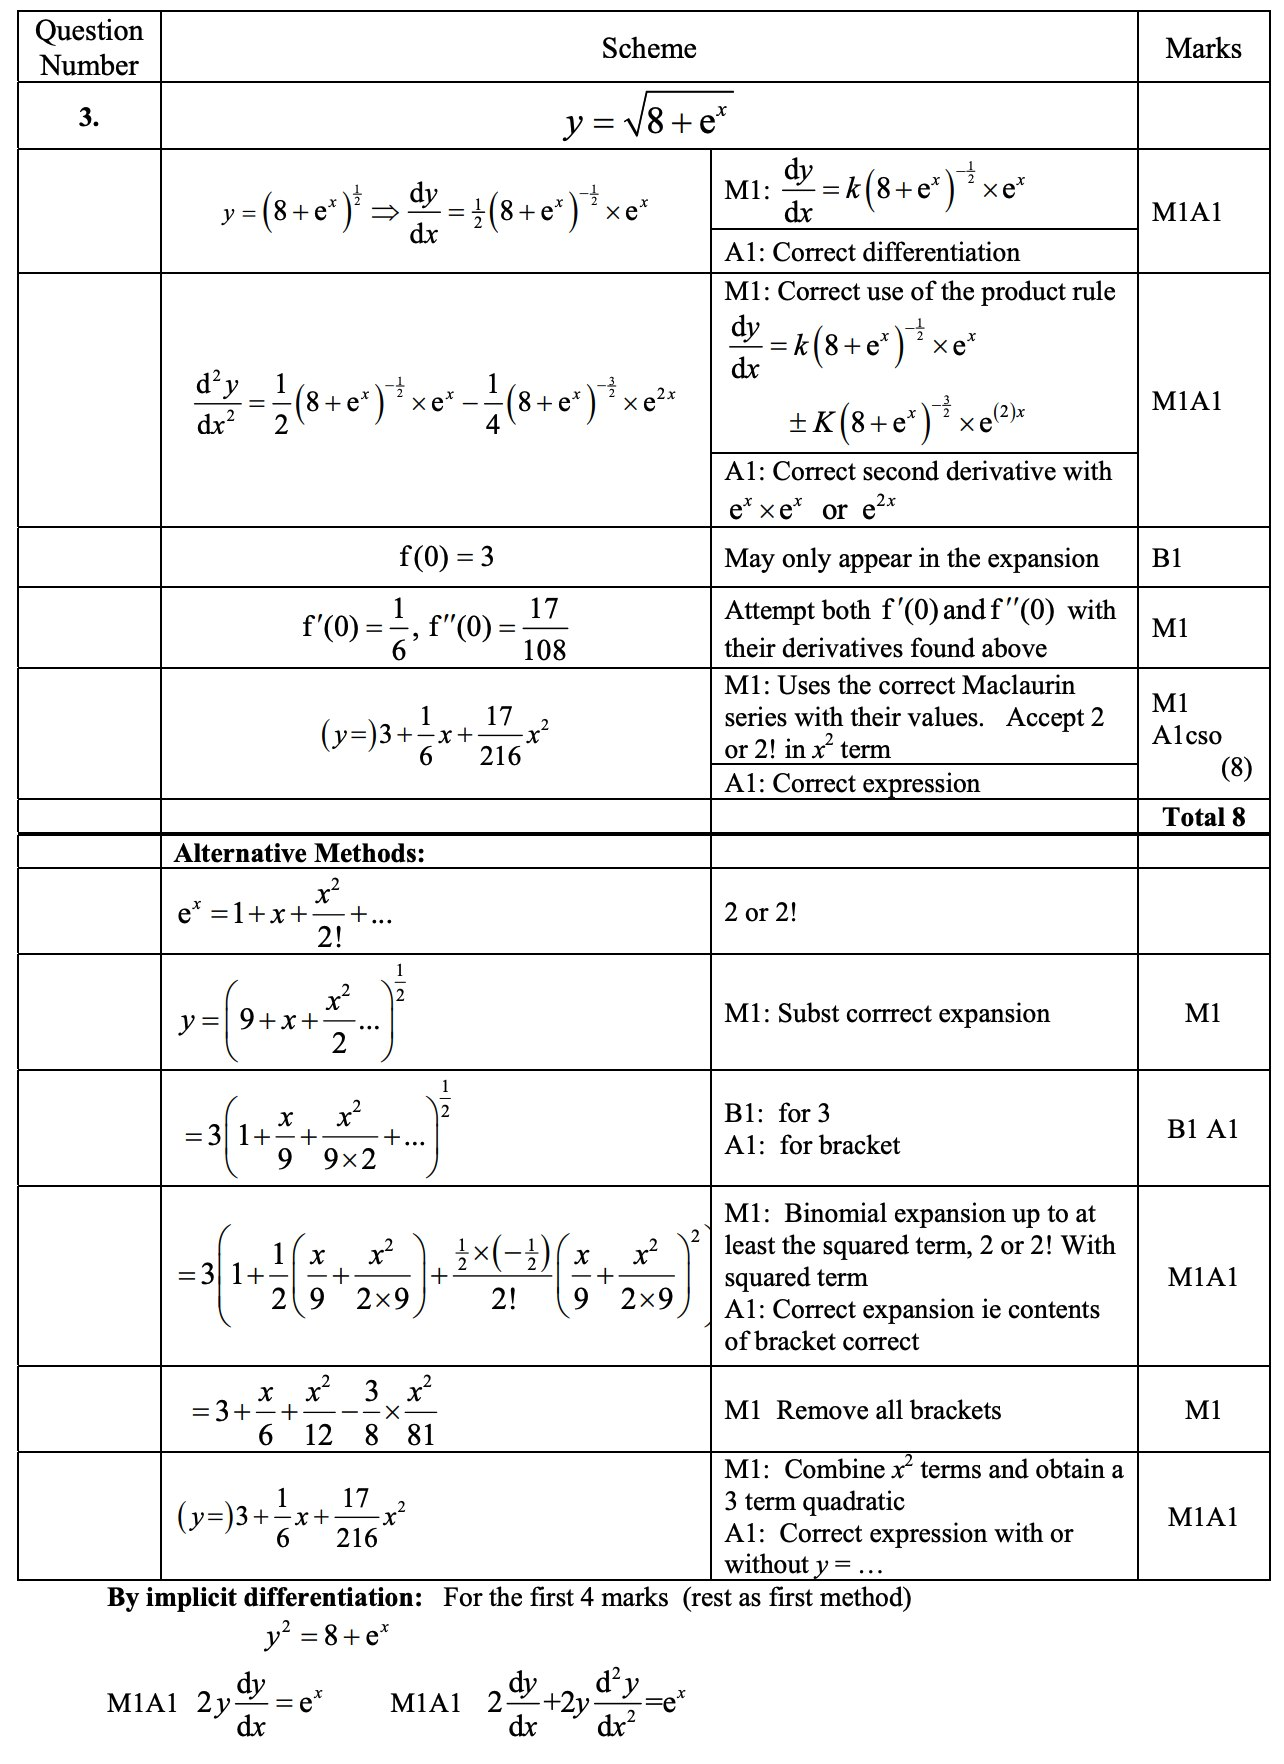 Question Number Scheme Marks
3. y = √(8 + e^x)
y = (8 + e^x)^(1/2) ⇒ dy/dx = 1/2 (8 + e^x)^(-1/2) × e^x
M1: dy/dx = k(8 + e^x)^(-1/2) × e^x
M1A1
A1: Correct differentiation
d²y/dx² = 1/2 (8 + e^x)^(-1/2) × e^x − 1/4 (8 + e^x)^(-3/2) × e^(2x)
M1: Correct use of the product rule
dy/dx = k(8 + e^x)^(-1/2) × e^x
± K(8 + e^x)^(-3/2) × e^((2)x)
M1A1
A1: Correct second derivative with
e^x × e^x or e^(2x)
f(0) = 3 May only appear in the expansion B1
f′(0) = 1/6, f″(0) = 17/108
Attempt both f′(0) and f″(0) with
their derivatives found above
M1
(y=)3 + 1/6 x + 17/216 x²
M1: Uses the correct Maclaurin
series with their values. Accept 2
or 2! in x² term
A1: Correct expression
M1
A1cso
(8)
Total 8
Alternative Methods:
e^x = 1 + x + x²/2! + ... 2 or 2!
y = (9 + x + x²/2 ...)^(1/2) M1: Subst corrrect expansion M1
= 3(1 + x/9 + x²/(9×2) + ...)^(1/2)
B1: for 3
A1: for bracket
B1 A1
= 3(1 + 1/2 (x/9 + x²/(2×9)) + (1/2 × (−1/2))/2! (x/9 + x²/(2×9))²)
M1: Binomial expansion up to at
least the squared term, 2 or 2! With
squared term
A1: Correct expansion ie contents
of bracket correct
M1A1
= 3 + x/6 + x²/12 − 3/8 × x²/81 M1 Remove all brackets M1
(y=)3 + 1/6 x + 17/216 x²
M1: Combine x² terms and obtain a
3 term quadratic
A1: Correct expression with or
without y = …
M1A1
By implicit differentiation: For the first 4 marks (rest as first method)
y² = 8 + e^x
M1A1 2y dy/dx = e^x M1A1 2 dy/dx + 2y d²y/dx² = e^x